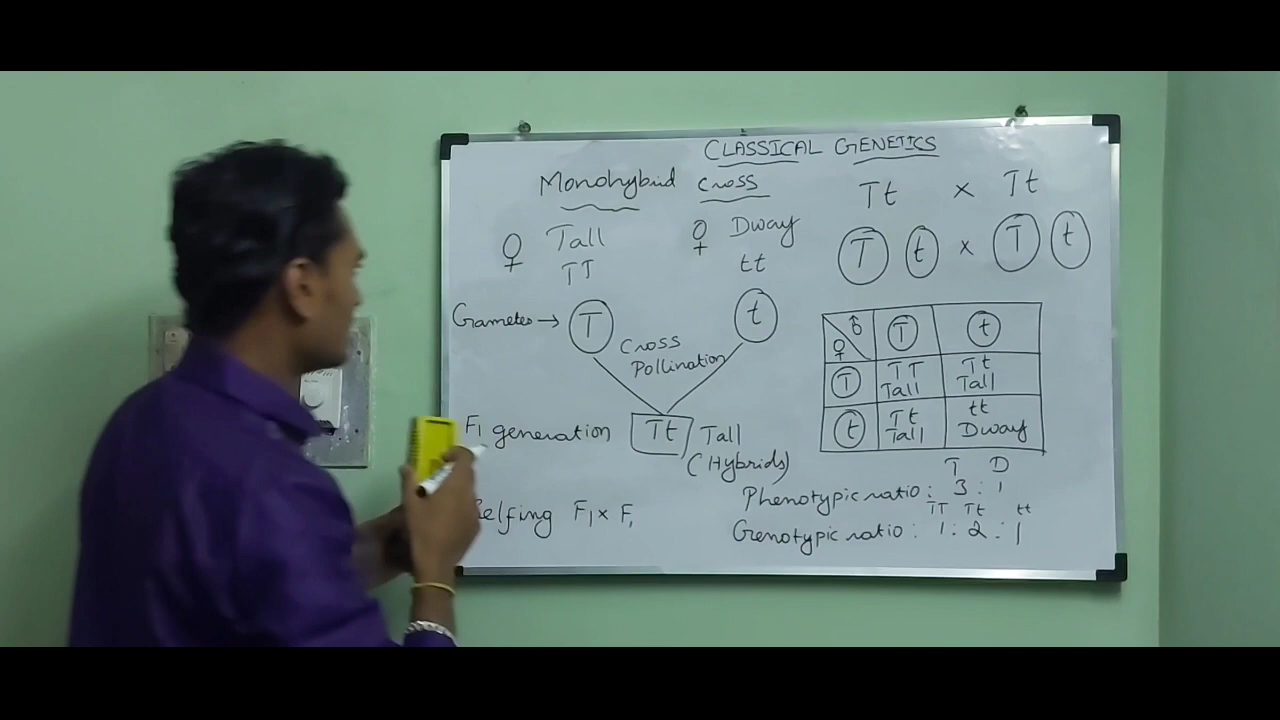 CLASSICAL GENETICS
Monohybrid cross
♀ Tall ♀ Dwarf
TT tt
Gametes → T t
Cross
Pollination
F1 generation Tt Tall
(Hybrids)
elfing F1 x F1
Tt x Tt
T t x T t
♂ T t
♀
T TT Tt
Tall Tall
t Tt tt
Tall Dwarf
T D
Phenotypic ratio : 3 : 1
TT Tt tt
Genotypic ratio : 1 : 2 : 1